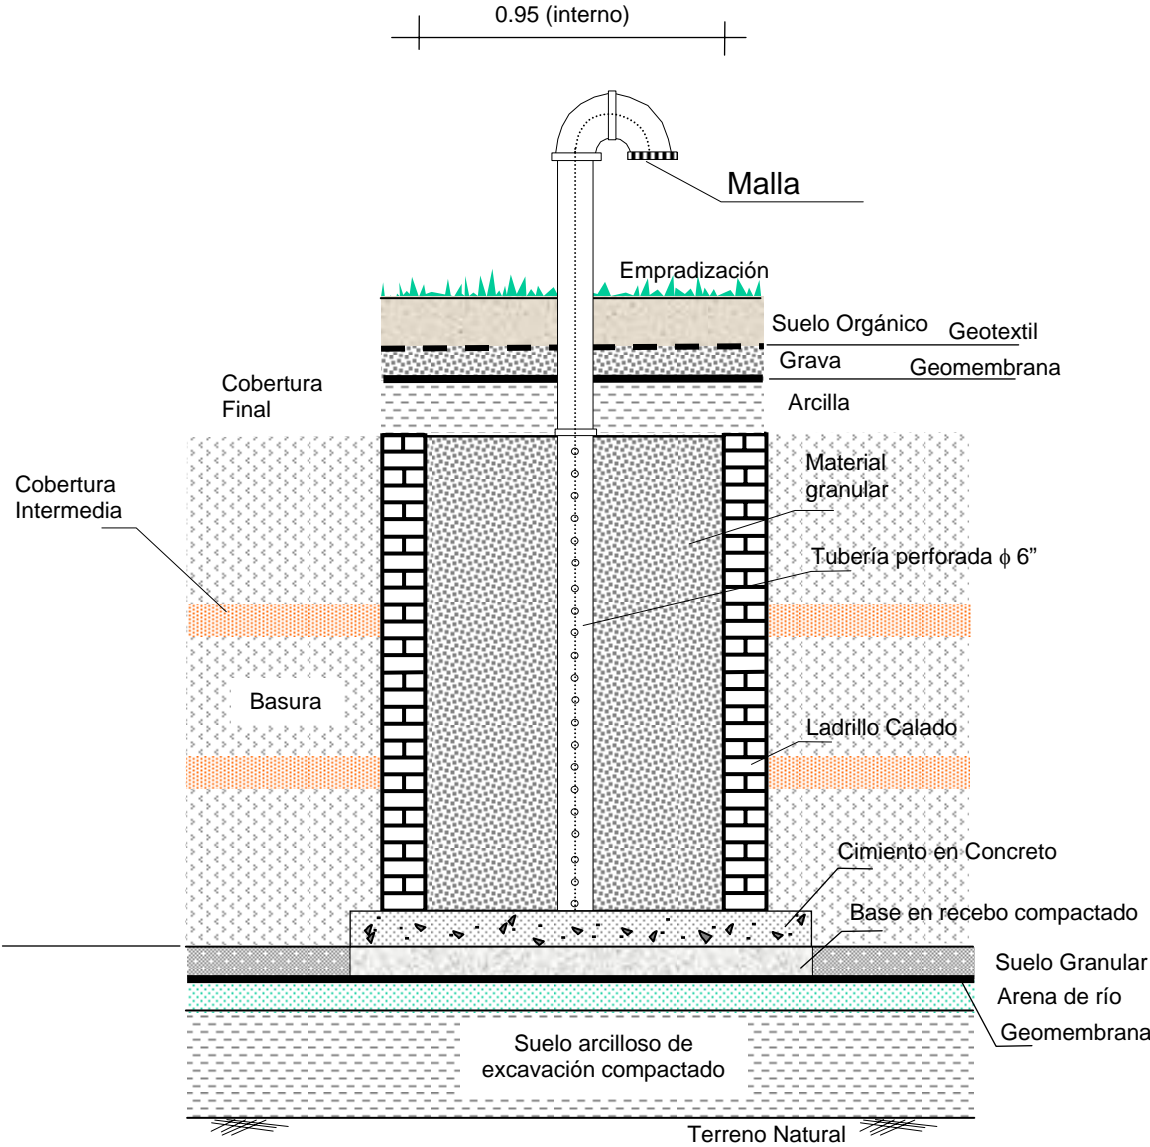 0.95 (interno)
Malla
Empradización
Suelo Orgánico
Geotextil
Grava
Geomembrana
Cobertura
Final
Arcilla
Cobertura
Intermedia
Material
granular
Tubería perforada ϕ 6”
Basura
Ladrillo Calado
Cimiento en Concreto
Base en recebo compactado
Suelo Granular
Arena de río
Geomembrana
Suelo arcilloso de
excavación compactado
Terreno Natural